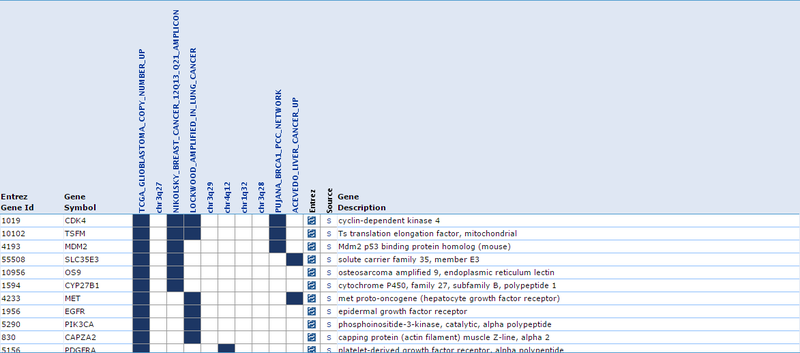 TCGA_GLIOBLASTOMA_COPY_NUMBER_UP
chr3q27
NIKOLSKY_BREAST_CANCER_12Q13_Q21_AMPLICON
LOCKWOOD_AMPLIFIED_IN_LUNG_CANCER
chr3q29
chr4q12
chr1q32
chr3q28
PUJANA_BRCA1_PCC_NETWORK
ACEVEDO_LIVER_CANCER_UP
Entrez
Source
Entrez Gene Gene
Gene Id Symbol Description
1019 CDK4 S cyclin-dependent kinase 4
10102 TSFM S Ts translation elongation factor, mitochondrial
4193 MDM2 S Mdm2 p53 binding protein homolog (mouse)
55508 SLC35E3 S solute carrier family 35, member E3
10956 OS9 S osteosarcoma amplified 9, endoplasmic reticulum lectin
1594 CYP27B1 S cytochrome P450, family 27, subfamily B, polypeptide 1
4233 MET S met proto-oncogene (hepatocyte growth factor receptor)
1956 EGFR S epidermal growth factor receptor
5290 PIK3CA S phosphoinositide-3-kinase, catalytic, alpha polypeptide
830 CAPZA2 S capping protein (actin filament) muscle Z-line, alpha 2
5156 PDGFRA S platelet-derived growth factor receptor, alpha polypeptide